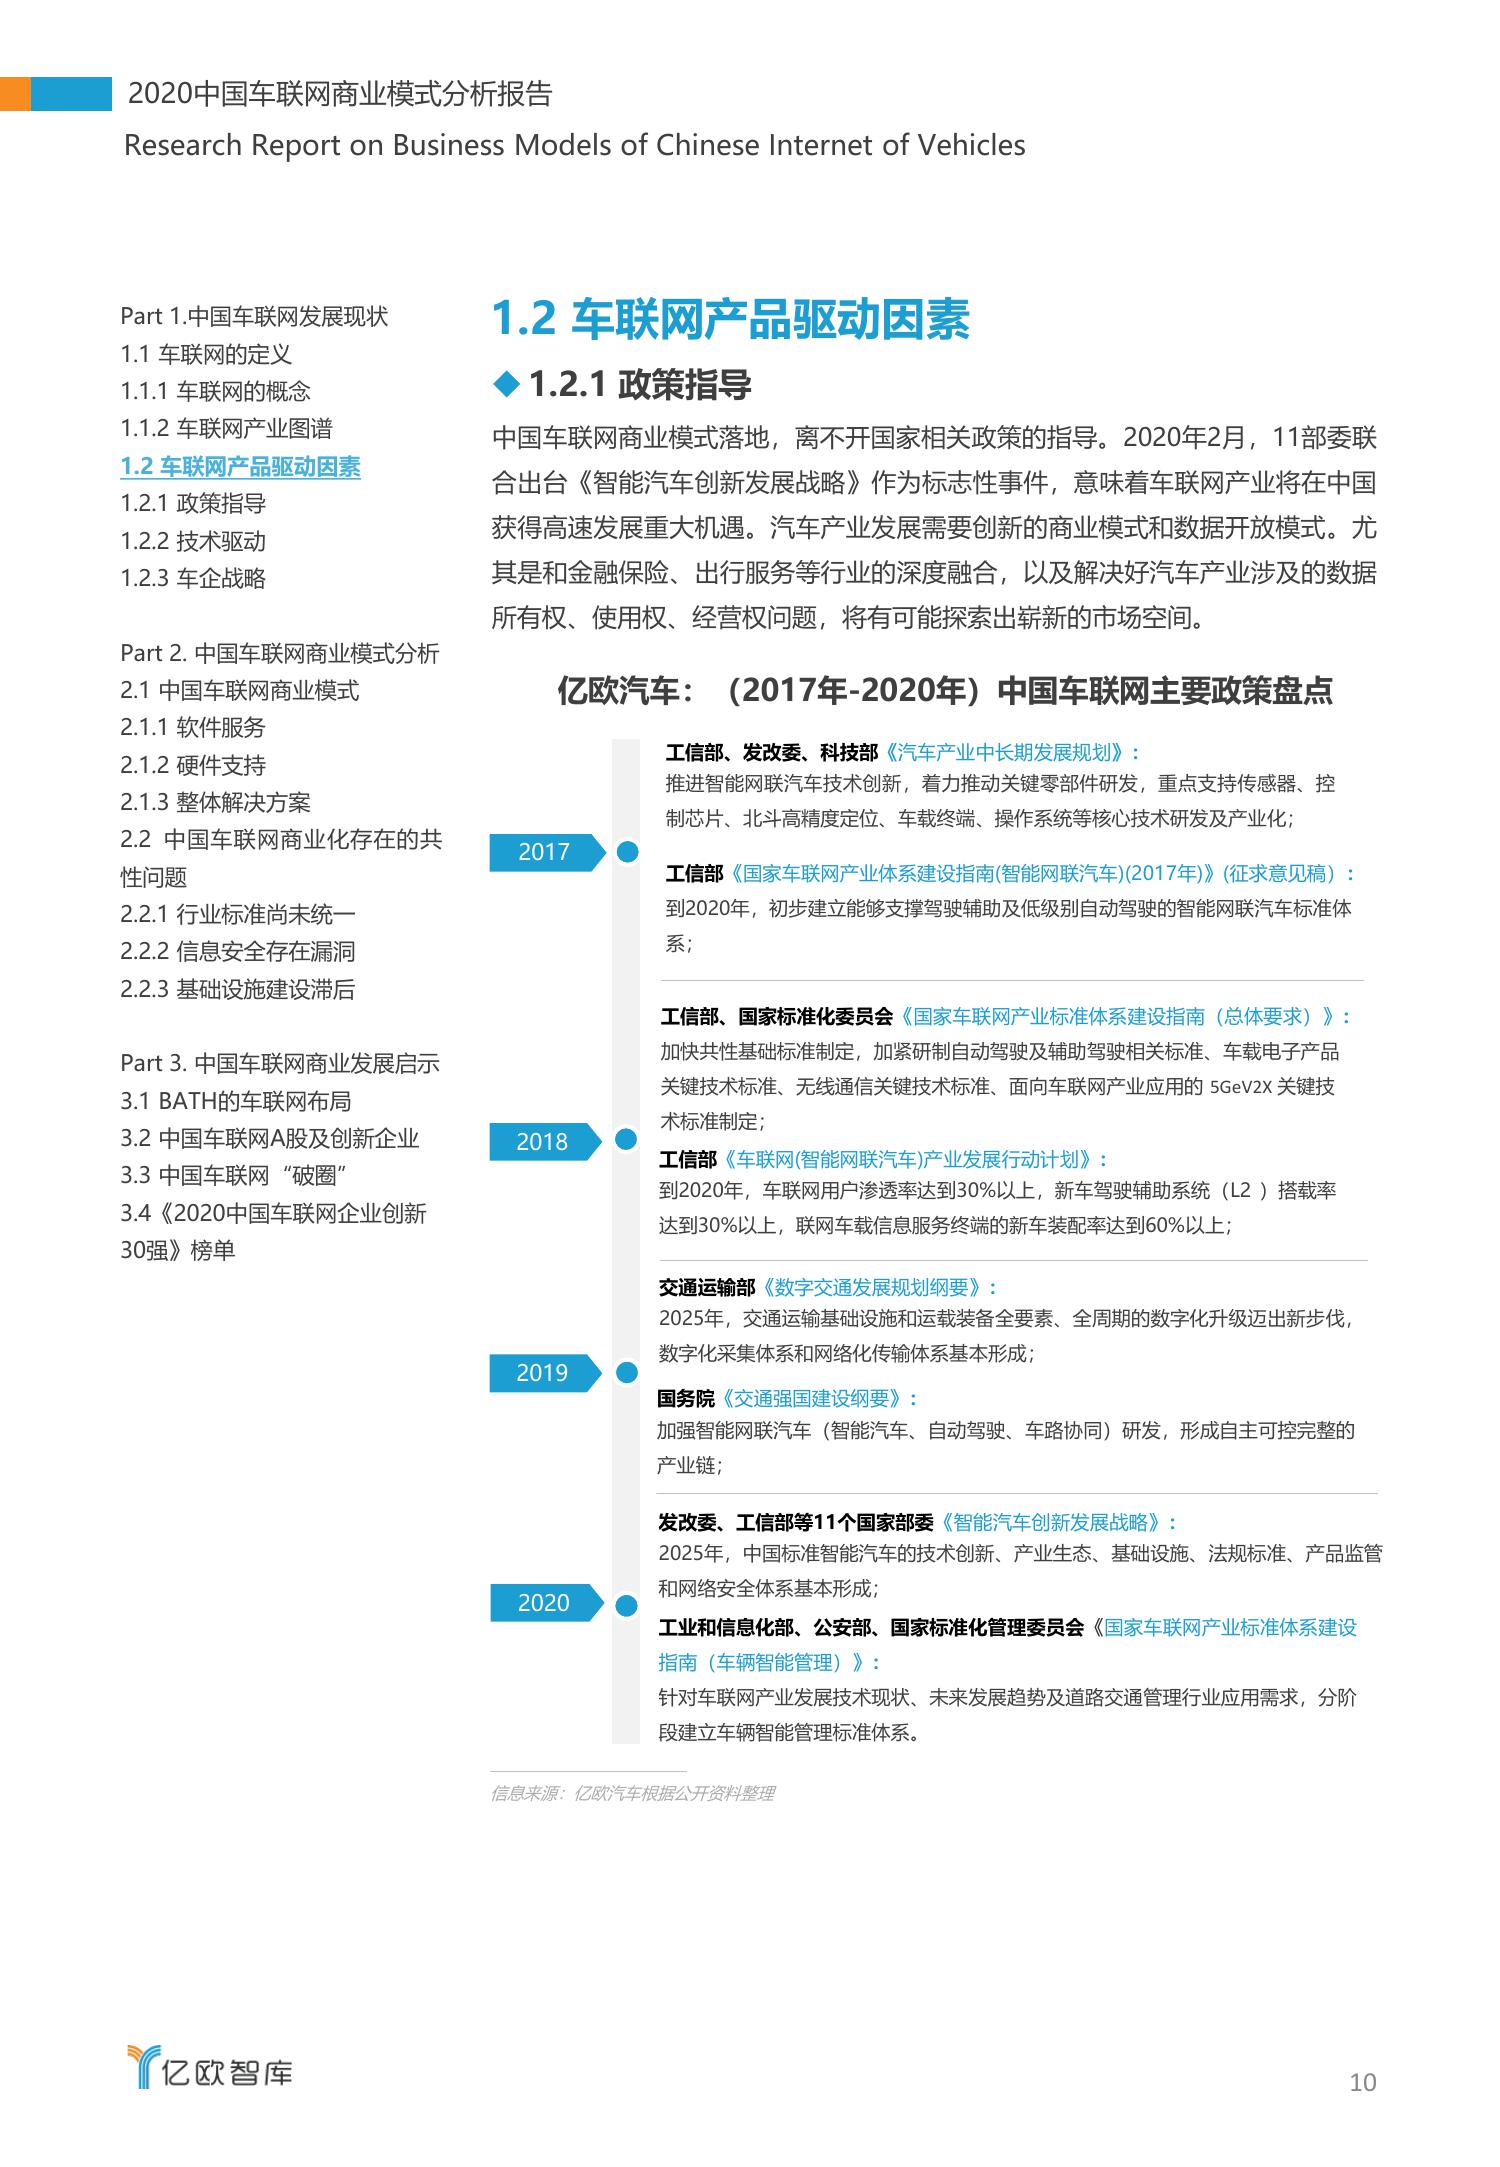 2020中国车联网商业模式分析报告
Research Report on Business Models of Chinese Internet of Vehicles
Part 1.中国车联网发展现状
1.1 车联网的定义
1.1.1 车联网的概念
1.1.2 车联网产业图谱
1.2 车联网产品驱动因素
1.2.1 政策指导
1.2.2 技术驱动
1.2.3 车企战略
Part 2. 中国车联网商业模式分析
2.1 中国车联网商业模式
2.1.1 软件服务
2.1.2 硬件支持
2.1.3 整体解决方案
2.2 中国车联网商业化存在的共
性问题
2.2.1 行业标准尚未统一
2.2.2 信息安全存在漏洞
2.2.3 基础设施建设滞后
Part 3. 中国车联网商业发展启示
3.1 BATH的车联网布局
3.2 中国车联网A股及创新企业
3.3 中国车联网“破圈”
3.4《2020中国车联网企业创新
30强》榜单
1.2 车联网产品驱动因素
◆ 1.2.1 政策指导
中国车联网商业模式落地，离不开国家相关政策的指导。2020年2月，11部委联
合出台《智能汽车创新发展战略》作为标志性事件，意味着车联网产业将在中国
获得高速发展重大机遇。汽车产业发展需要创新的商业模式和数据开放模式。尤
其是和金融保险、出行服务等行业的深度融合，以及解决好汽车产业涉及的数据
所有权、使用权、经营权问题，将有可能探索出崭新的市场空间。
亿欧汽车：（2017年-2020年）中国车联网主要政策盘点
2017
工信部、发改委、科技部《汽车产业中长期发展规划》：
推进智能网联汽车技术创新，着力推动关键零部件研发，重点支持传感器、控
制芯片、北斗高精度定位、车载终端、操作系统等核心技术研发及产业化；
工信部《国家车联网产业体系建设指南(智能网联汽车)(2017年)》(征求意见稿）：
到2020年，初步建立能够支撑驾驶辅助及低级别自动驾驶的智能网联汽车标准体
系；
2018
工信部、国家标准化委员会《国家车联网产业标准体系建设指南（总体要求）》：
加快共性基础标准制定，加紧研制自动驾驶及辅助驾驶相关标准、车载电子产品
关键技术标准、无线通信关键技术标准、面向车联网产业应用的 5GeV2X 关键技
术标准制定；
工信部《车联网(智能网联汽车)产业发展行动计划》：
到2020年，车联网用户渗透率达到30%以上，新车驾驶辅助系统（L2 ）搭载率
达到30%以上，联网车载信息服务终端的新车装配率达到60%以上；
2019
交通运输部《数字交通发展规划纲要》：
2025年，交通运输基础设施和运载装备全要素、全周期的数字化升级迈出新步伐，
数字化采集体系和网络化传输体系基本形成；
国务院《交通强国建设纲要》：
加强智能网联汽车（智能汽车、自动驾驶、车路协同）研发，形成自主可控完整的
产业链；
2020
发改委、工信部等11个国家部委《智能汽车创新发展战略》：
2025年，中国标准智能汽车的技术创新、产业生态、基础设施、法规标准、产品监管
和网络安全体系基本形成；
工业和信息化部、公安部、国家标准化管理委员会《国家车联网产业标准体系建设
指南（车辆智能管理）》：
针对车联网产业发展技术现状、未来发展趋势及道路交通管理行业应用需求，分阶
段建立车辆智能管理标准体系。
信息来源：亿欧汽车根据公开资料整理
亿欧智库
10